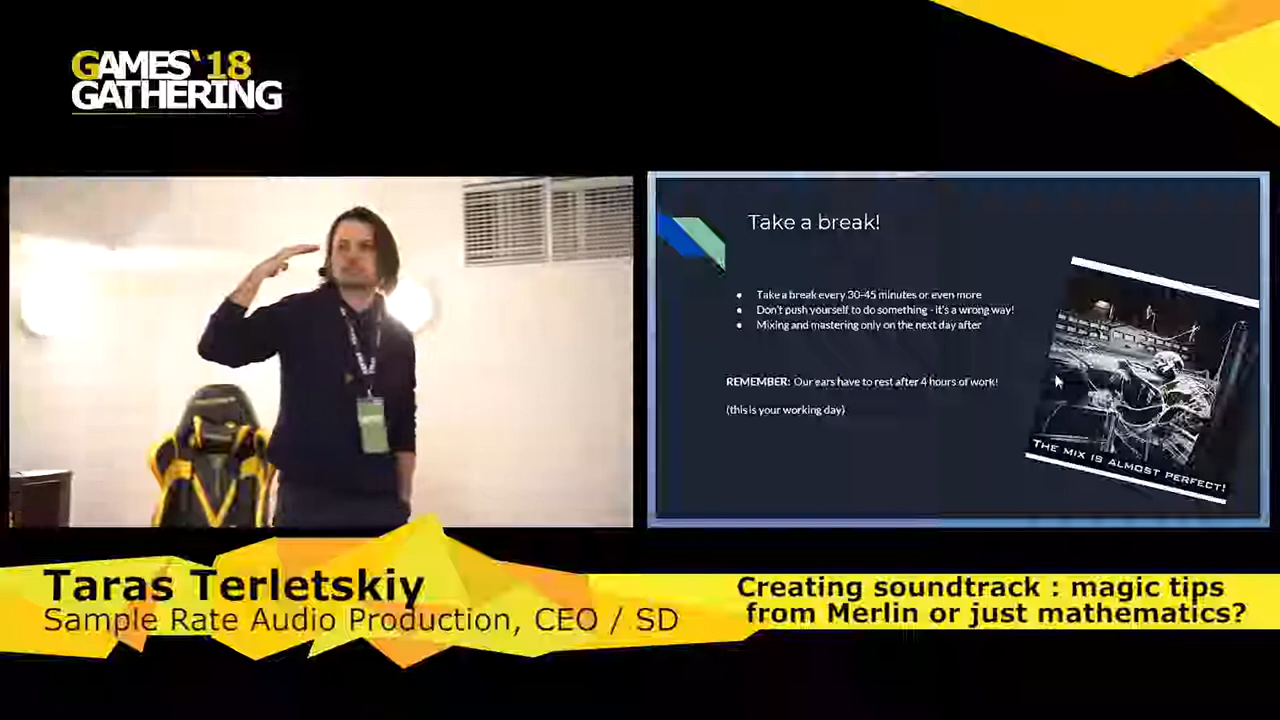 GAMES'18
GATHERING
Take a break!
● Take a break every 30-45 minutes or even more
● Don't push yourself to do something - it's a wrong way!
● Mixing and mastering only on the next day after
REMEMBER: Our ears have to rest after 4 hours of work!
(this is your working day)
THE MIX IS ALMOST PERFECT!
Taras Terletskiy
Sample Rate Audio Production, CEO / SD
Creating soundtrack : magic tips
from Merlin or just mathematics?